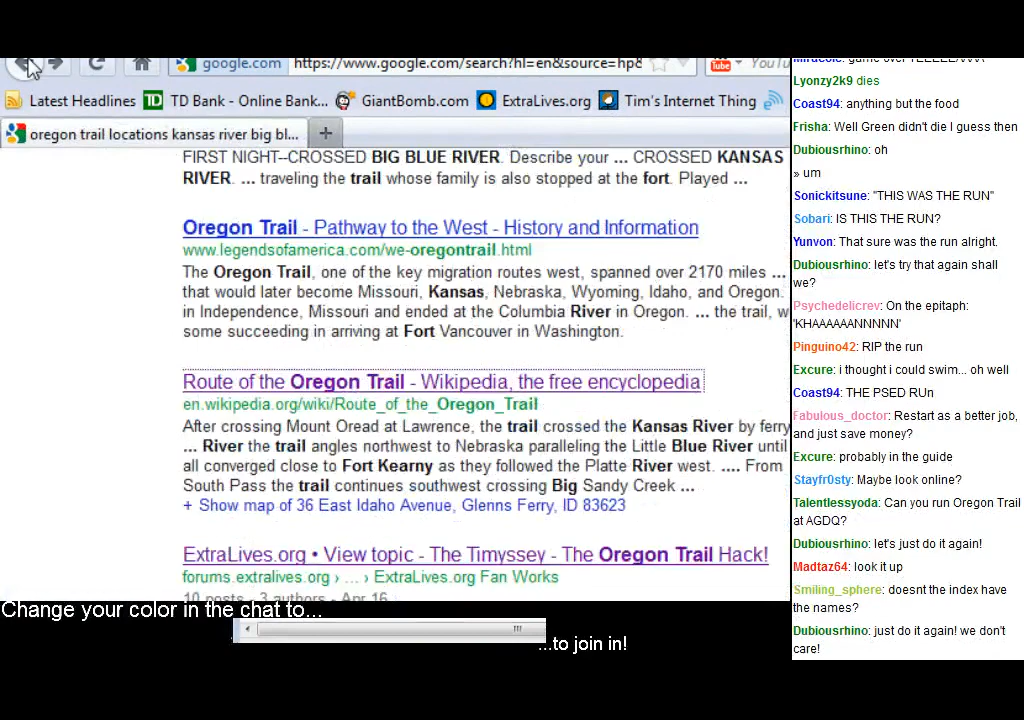 google.com
https://www.google.com/search?hl=en&source=hp&
You
Tube
YouTu
Latest Headlines
TD
TD Bank - Online Bank...
GiantBomb.com
ExtraLives.org
Tim's Internet Thing
oregon trail locations kansas river big bl...
+
FIRST NIGHT--CROSSED BIG BLUE RIVER. Describe your ... CROSSED KANSAS
RIVER. ... traveling the trail whose family is also stopped at the fort. Played ...
Oregon Trail - Pathway to the West - History and Information
www.legendsofamerica.com/we-oregontrail.html
The Oregon Trail, one of the key migration routes west, spanned over 2170 miles ...
that would later become Missouri, Kansas, Nebraska, Wyoming, Idaho, and Oregon.
in Independence, Missouri and ended at the Columbia River in Oregon. ... the trail, w
some succeeding in arriving at Fort Vancouver in Washington.
Route of the Oregon Trail - Wikipedia, the free encyclopedia
en.wikipedia.org/wiki/Route_of_the_Oregon_Trail
After crossing Mount Oread at Lawrence, the trail crossed the Kansas River by ferry
... River the trail angles northwest to Nebraska paralleling the Little Blue River until
all converged close to Fort Kearny as they followed the Platte River west. .... From
South Pass the trail continues southwest crossing Big Sandy Creek ...
+ Show map of 36 East Idaho Avenue, Glenns Ferry, ID 83623
ExtraLives.org • View topic - The Timyssey - The Oregon Trail Hack!
forums.extralives.org › ... › ExtraLives.org Fan Works
10 posts - 3 authors - Apr 16
Change your color in the chat to...
...to join in!
Lyonzy2k9 dies
Coast94: anything but the food
Frisha: Well Green didn't die I guess then
Dubiousrhino: oh
» um
Sonickitsune: "THIS WAS THE RUN"
Sobari: IS THIS THE RUN?
Yunvon: That sure was the run alright.
Dubiousrhino: let's try that again shall
we?
Psychedelicrev: On the epitaph:
'KHAAAAAANNNNN'
Pinguino42: RIP the run
Excure: i thought i could swim... oh well
Coast94: THE PSED RUn
Fabulous_doctor: Restart as a better job,
and just save money?
Excure: probably in the guide
Stayfr0sty: Maybe look online?
Talentlessyoda: Can you run Oregon Trail
at AGDQ?
Dubiousrhino: let's just do it again!
Madtaz64: look it up
Smiling_sphere: doesnt the index have
the names?
Dubiousrhino: just do it again! we don't
care!